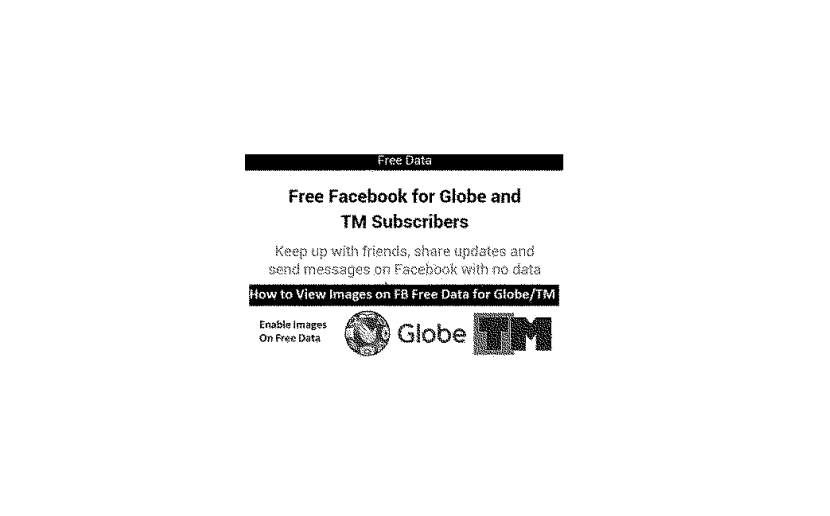 Free Data
Free Facebook for Globe and
TM Subscribers
Keep up with friends, share updates and
send messages on Facebook with no data
How to View Images on FB Free Data for Globe/TM
Enable Images
On Free Data
Globe
TM